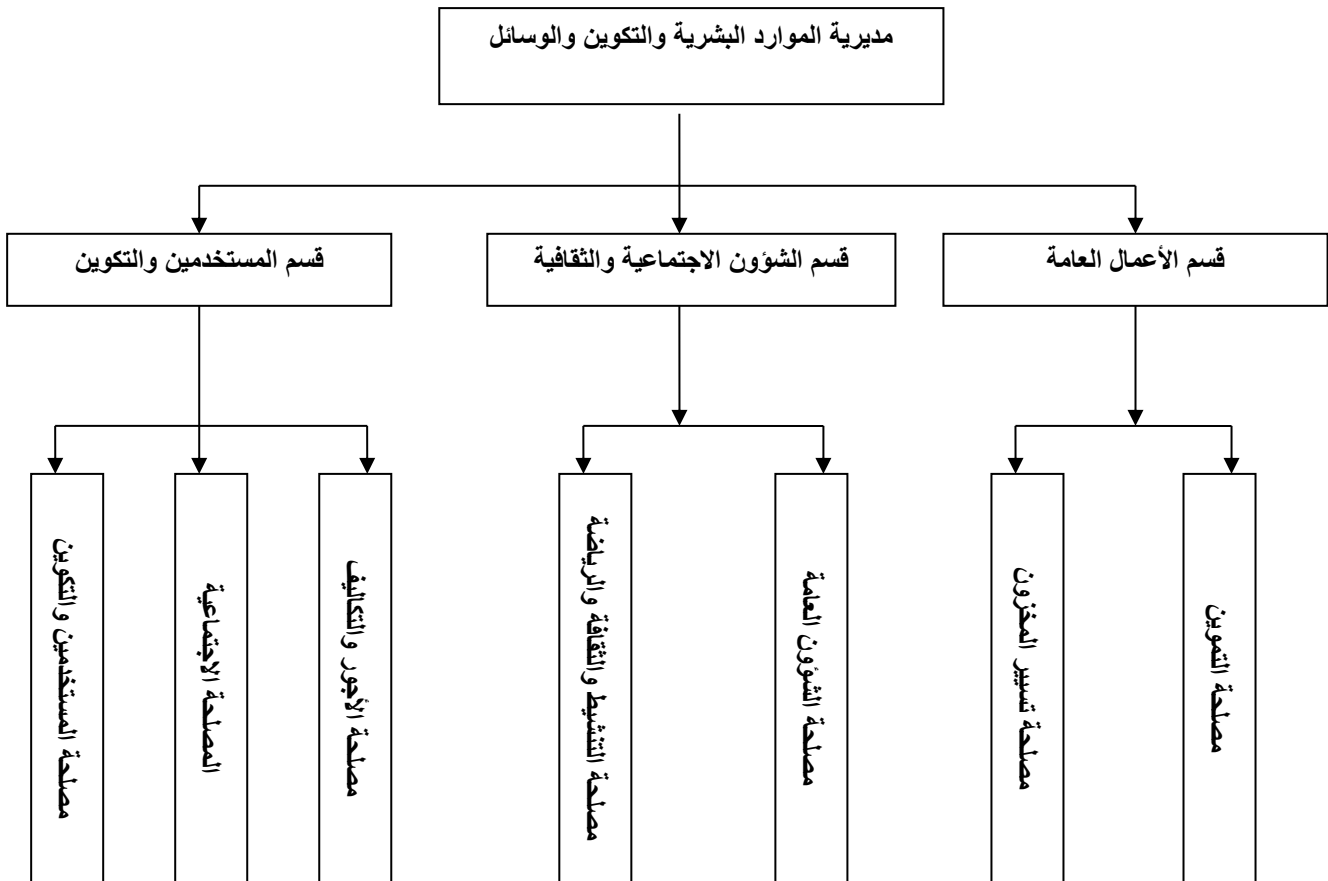 مديرية الموارد البشرية والتكوين والوسائل
قسم الأعمال العامة
قسم الشؤون الاجتماعية والثقافية
قسم المستخدمين والتكوين
مصلحة التموين
مصلحة تسيير المخزون
مصلحة الشؤون العامة
مصلحة التنشيط والثقافة والرياضة
مصلحة الأجور والتكاليف
المصلحة الاجتماعية
مصلحة المستخدمين والتكوين